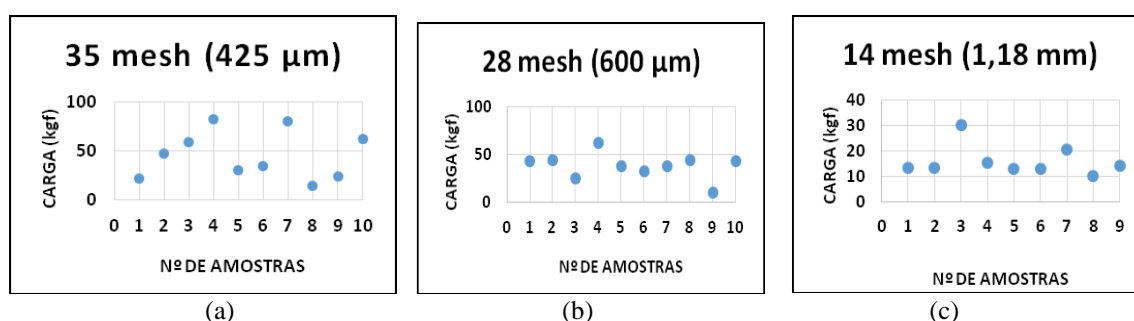 35 mesh (425 µm)
CARGA (kgf)
100
50
0
0 1 2 3 4 5 6 7 8 9 10
Nº DE AMOSTRAS
(a)
28 mesh (600 µm)
CARGA (kgf)
100
50
0
0 1 2 3 4 5 6 7 8 9 10
Nº DE AMOSTRAS
(b)
14 mesh (1,18 mm)
CARGA (kgf)
40
30
20
10
0
0 1 2 3 4 5 6 7 8 9
Nº DE AMOSTRAS
(c)